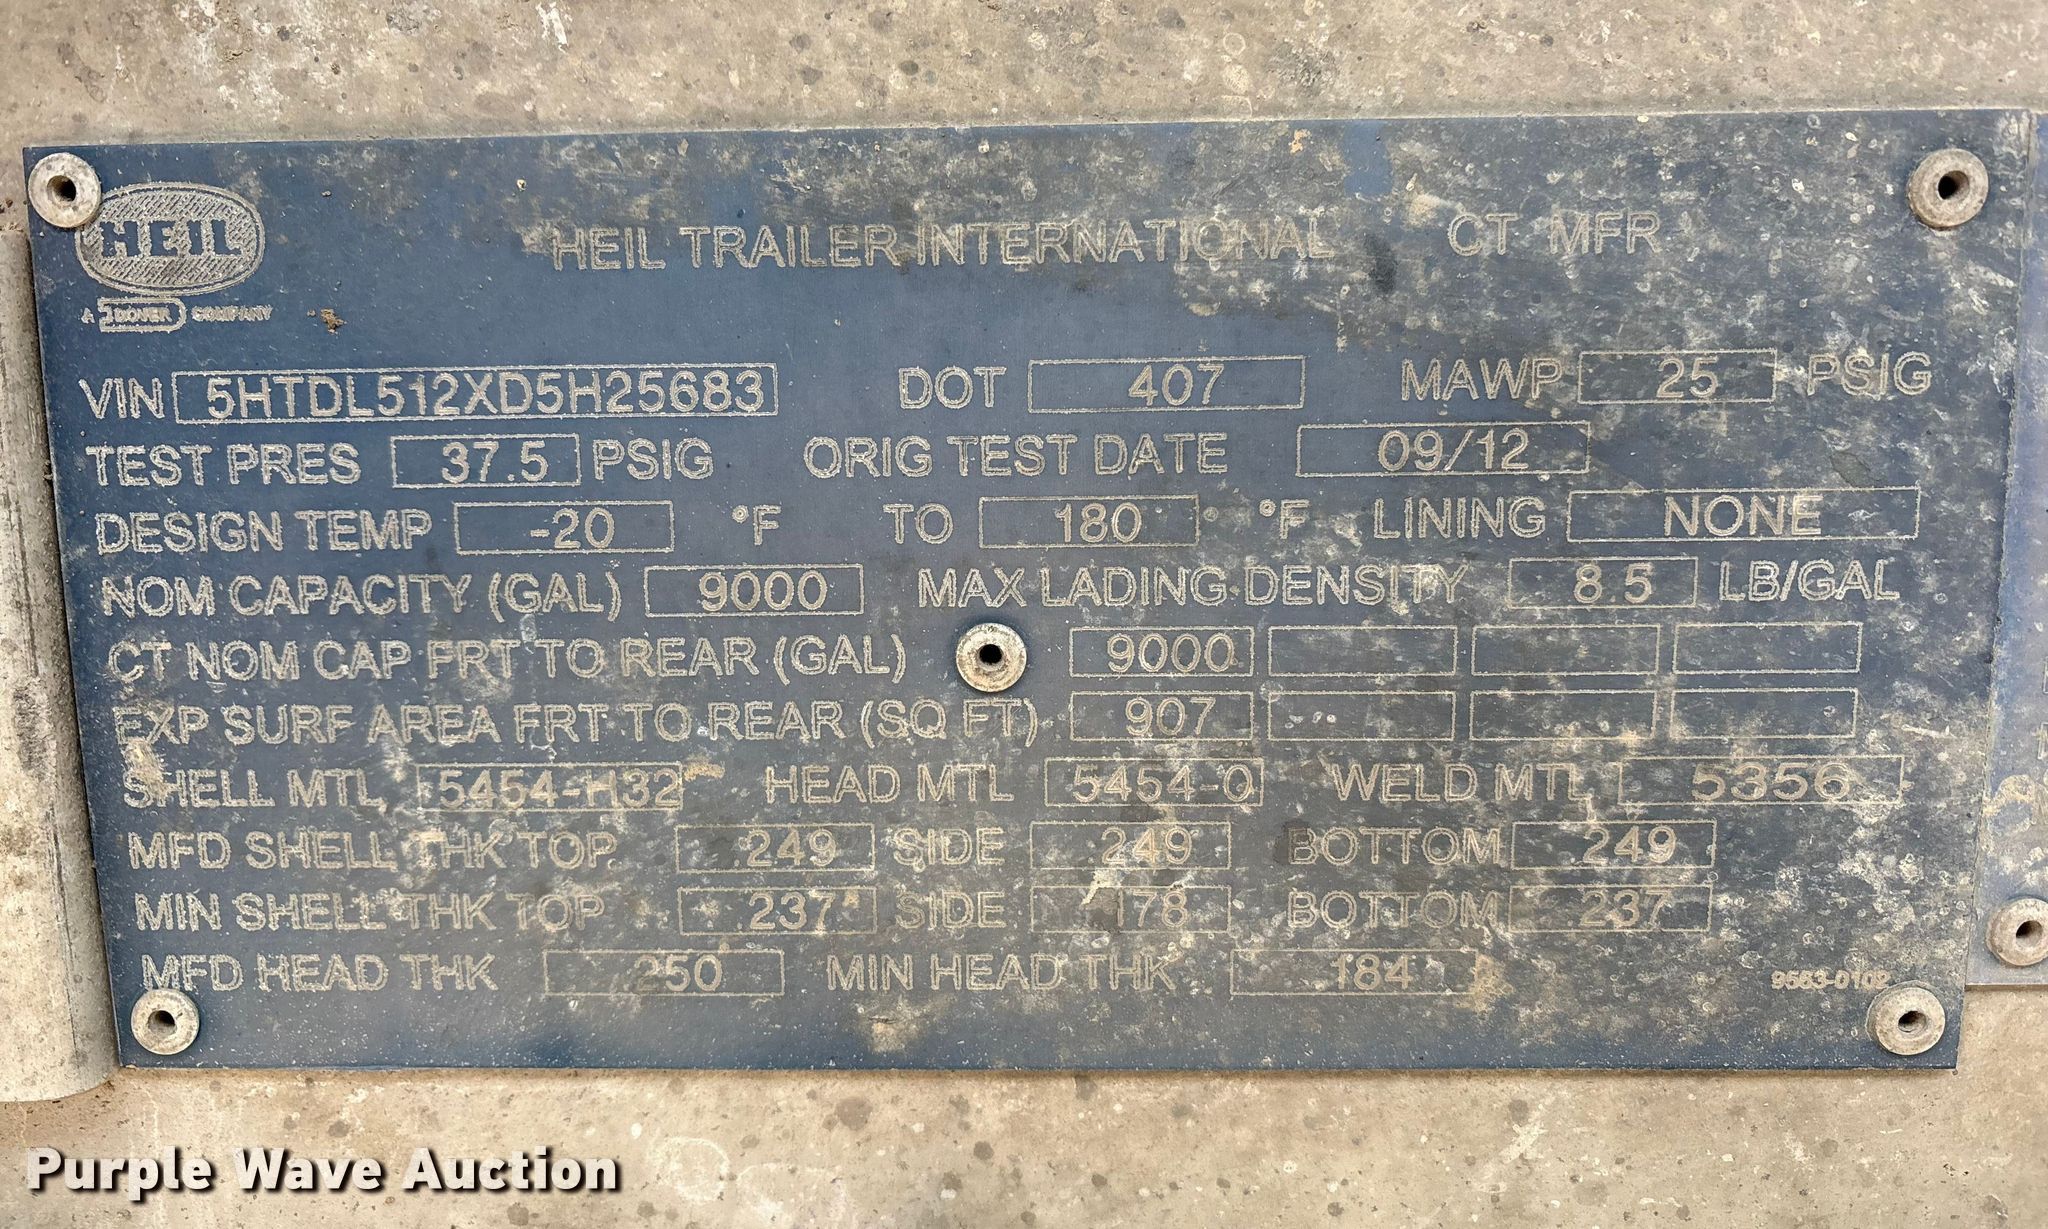 HEIL
A DOVER COMPANY
HEIL TRAILER INTERNATIONAL CT MFR
VIN 5HTDL512XD5H25683 DOT 407 MAWP 25 PSIG
TEST PRES 37.5 PSIG ORIG TEST DATE 09/12
DESIGN TEMP -20 °F TO 180 °F LINING NONE
NOM CAPACITY (GAL) 9000 MAX LADING DENSITY 8.5 LB/GAL
CT NOM CAP FRT TO REAR (GAL) 9000
EXP SURF AREA FRT TO REAR (SQ FT) 907
SHELL MTL 5454-H32 HEAD MTL 5454-0 WELD MTL 5356
MFD SHELL THK TOP .249 SIDE .249 BOTTOM .249
MIN SHELL THK TOP .237 SIDE .178 BOTTOM .237
MFD HEAD THK .250 MIN HEAD THK .184
9563-0102
Purple Wave Auction